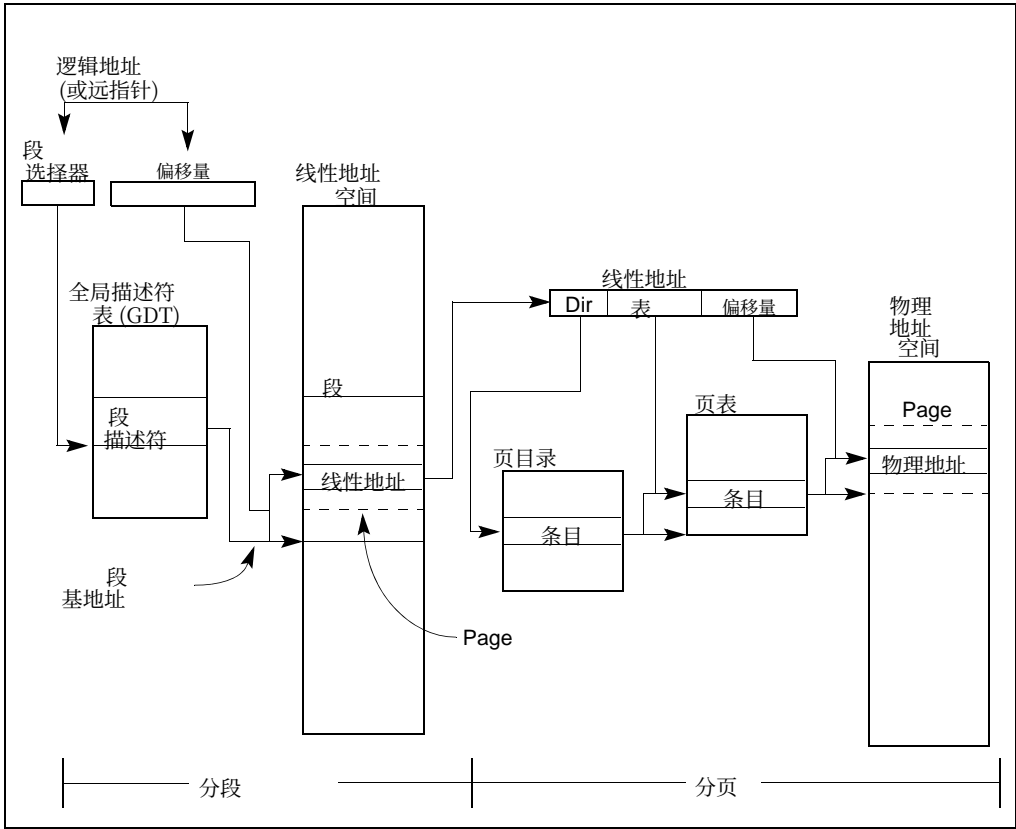 逻辑地址
(或远指针)
段
选择器
偏移量
线性地址
空间
全局描述符
表 (GDT)
段
描述符
段
基地址
段
线性地址
Page
线性地址
Dir
表
偏移量
页目录
条目
页表
条目
物理
地址
空间
Page
物理地址
分段
分页